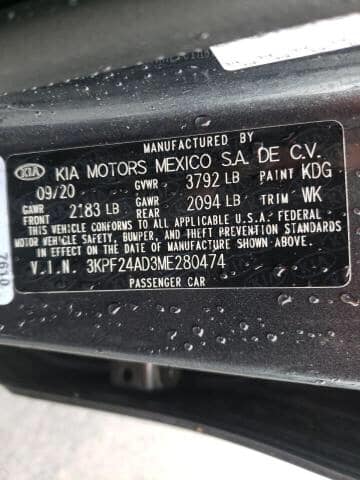 MANUFACTURED BY
KIA KIA MOTORS MEXICO S.A. DE C.V.
09/20 GVWR 3792 LB PAINT KDG
GAWR FRONT 2183 LB GAWR REAR 2094 LB TRIM WK
THIS VEHICLE CONFORMS TO ALL APPLICABLE U.S.A. FEDERAL
MOTOR VEHICLE SAFETY, BUMPER, AND THEFT PREVENTION STANDARDS
IN EFFECT ON THE DATE OF MANUFACTURE SHOWN ABOVE.
V.I.N. 3KPF24AD3ME280474
PASSENGER CAR